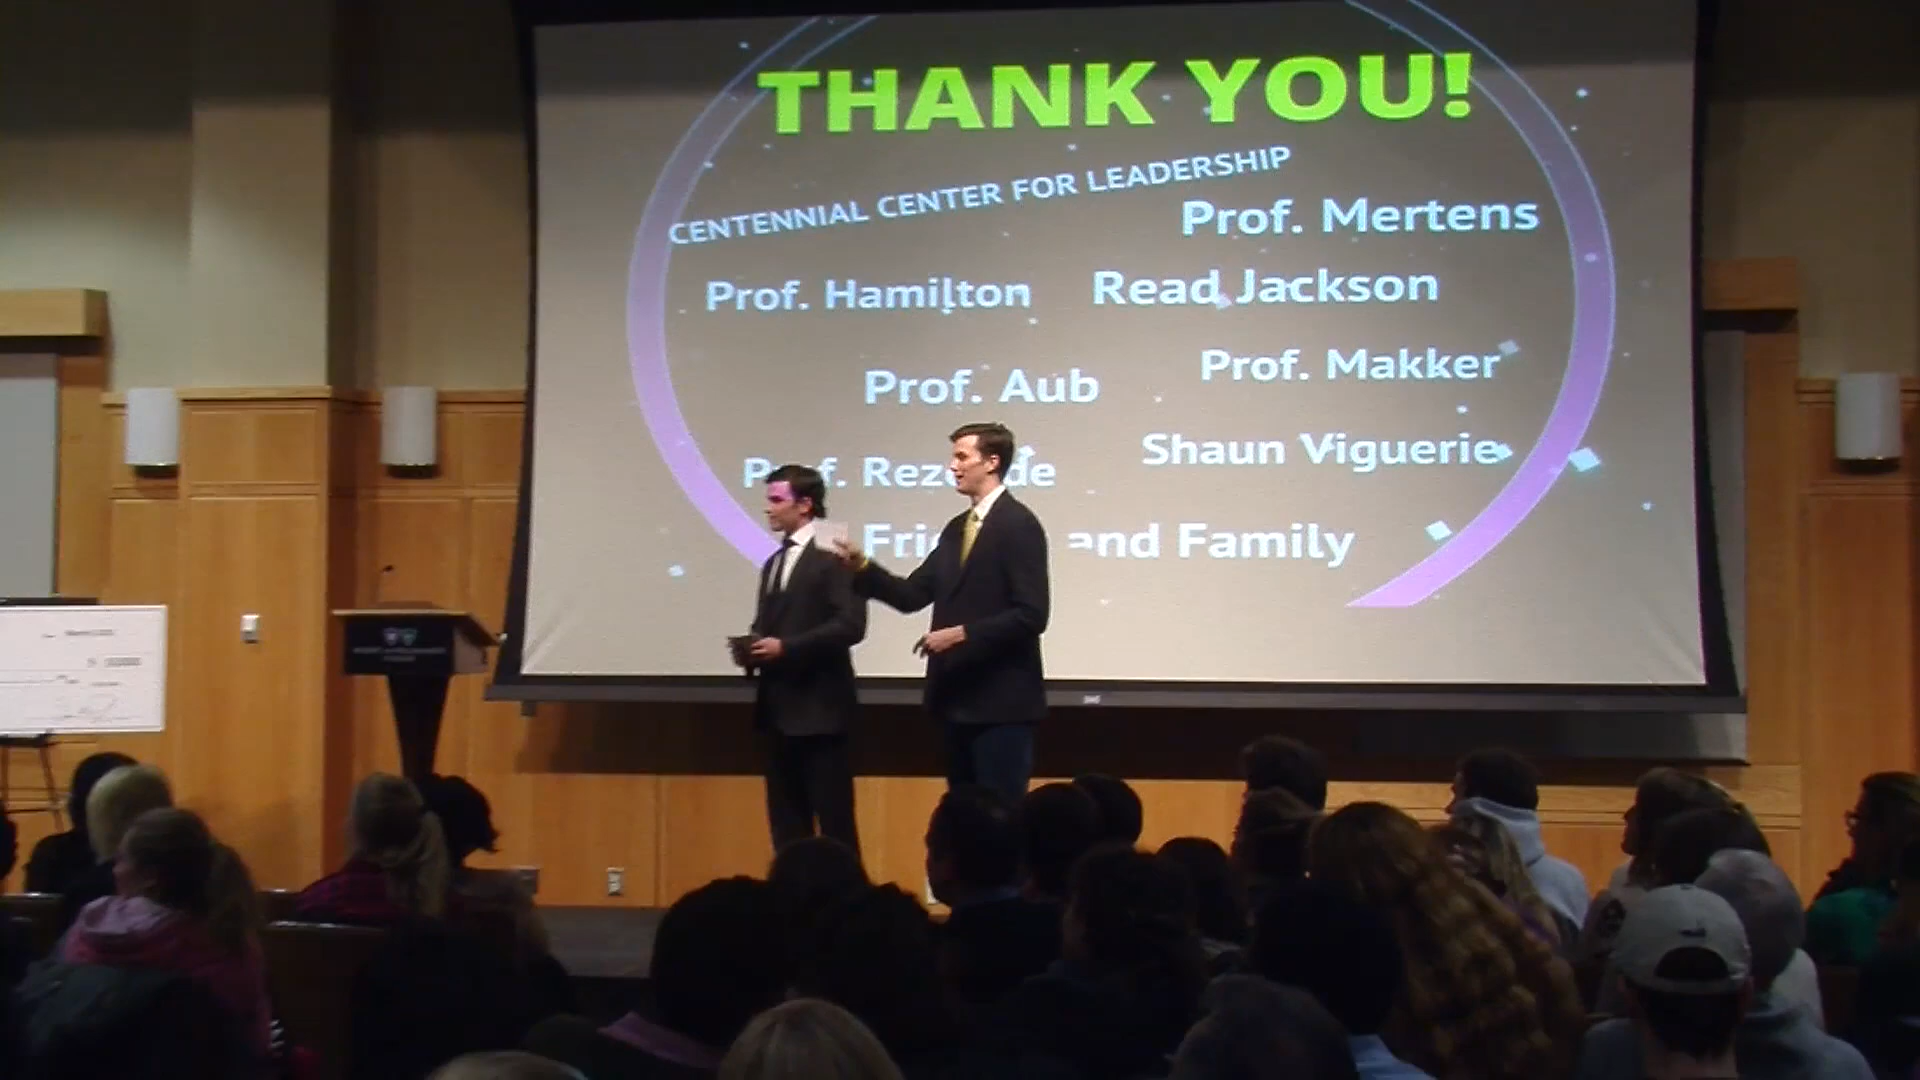 THANK YOU!
CENTENNIAL CENTER FOR LEADERSHIP
Prof. Mertens
Prof. Hamilton
Read Jackson
Prof. Aub
Prof. Makker
Prof.
Shaun Viguerie
and Family